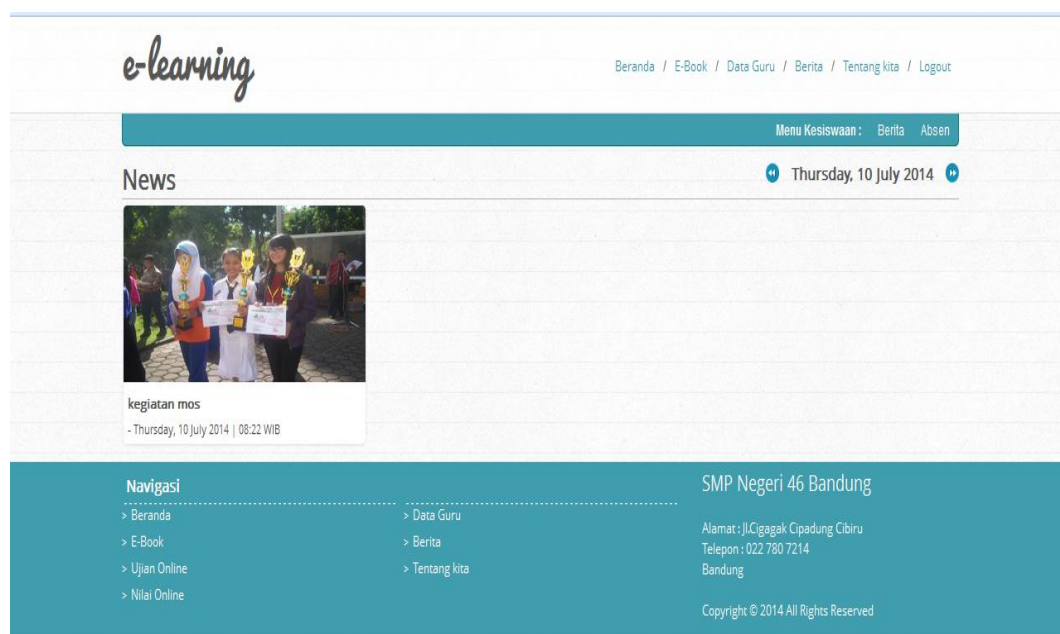 e-learning
Beranda / E-Book / Data Guru / Berita / Tentang kita / Logout
Menu Kesiswaan : Berita Absen
News
Thursday, 10 July 2014
kegiatan mos
- Thursday, 10 July 2014 | 08:22 WIB
Navigasi
> Beranda
> E-Book
> Ujian Online
> Nilai Online
> Data Guru
> Berita
> Tentang kita
SMP Negeri 46 Bandung
Alamat : Jl.Cigagak Cipadung Cibiru
Telepon : 022 780 7214
Bandung
Copyright © 2014 All Rights Reserved